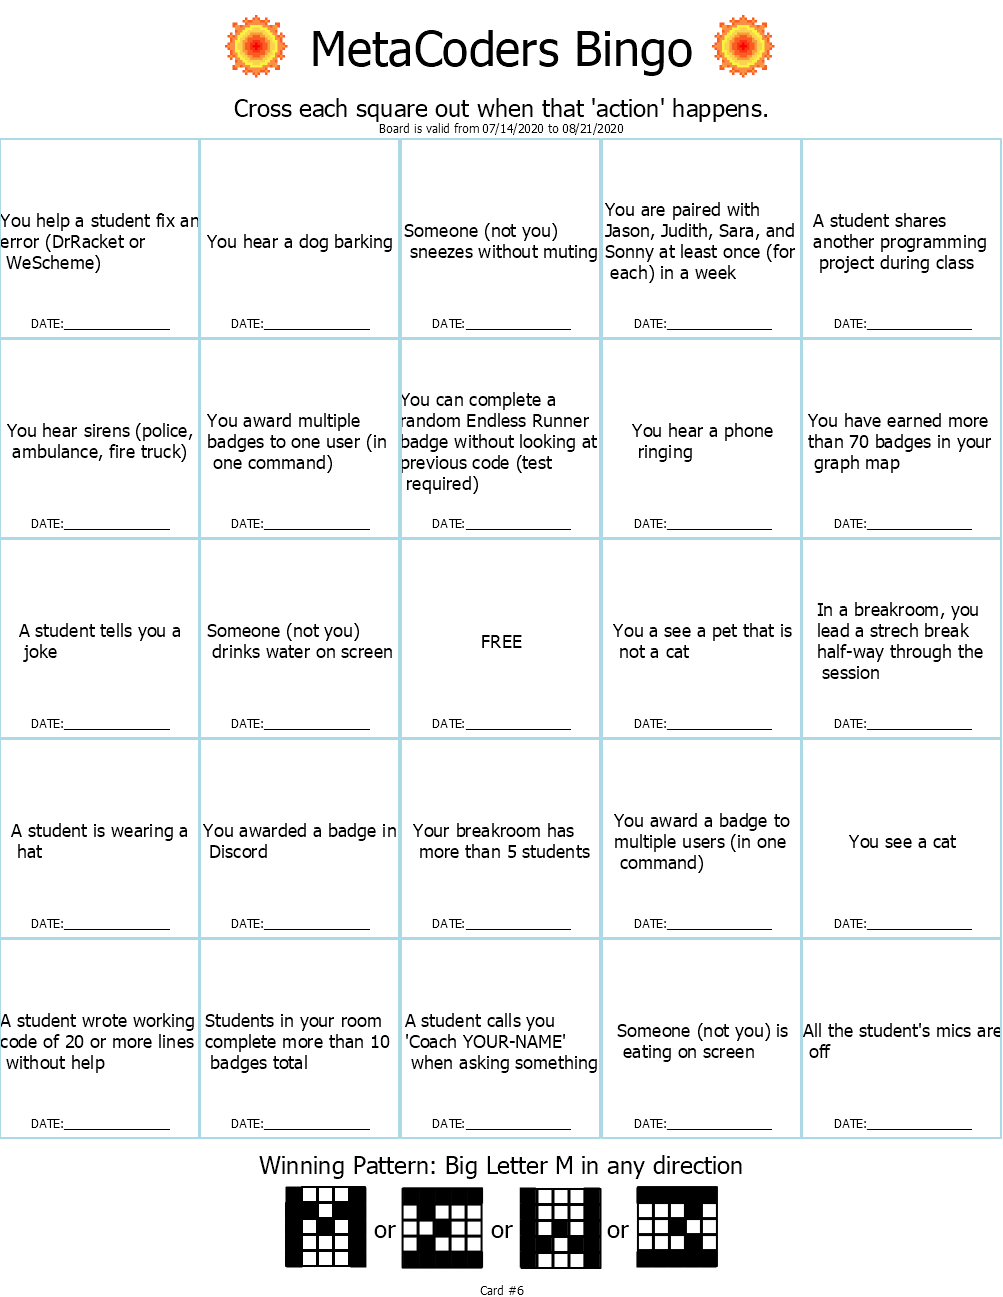 MetaCoders Bingo
Cross each square out when that 'action' happens.
Board is valid from 07/14/2020 to 08/21/2020
You help a student fix an
error (DrRacket or
WeScheme)
DATE:_______________
You hear a dog barking
DATE:_______________
Someone (not you)
sneezes without muting
DATE:_______________
You are paired with
Jason, Judith, Sara, and
Sonny at least once (for
each) in a week
DATE:_______________
A student shares
another programming
project during class
DATE:_______________
You hear sirens (police,
ambulance, fire truck)
DATE:_______________
You award multiple
badges to one user (in
one command)
DATE:_______________
You can complete a
random Endless Runner
badge without looking at
previous code (test
required)
DATE:_______________
You hear a phone
ringing
DATE:_______________
You have earned more
than 70 badges in your
graph map
DATE:_______________
A student tells you a
joke
DATE:_______________
Someone (not you)
drinks water on screen
DATE:_______________
FREE
DATE:_______________
You a see a pet that is
not a cat
DATE:_______________
In a breakroom, you
lead a strech break
half-way through the
session
DATE:_______________
A student is wearing a
hat
DATE:_______________
You awarded a badge in
Discord
DATE:_______________
Your breakroom has
more than 5 students
DATE:_______________
You award a badge to
multiple users (in one
command)
DATE:_______________
You see a cat
DATE:_______________
A student wrote working
code of 20 or more lines
without help
DATE:_______________
Students in your room
complete more than 10
badges total
DATE:_______________
A student calls you
'Coach YOUR-NAME'
when asking something
DATE:_______________
Someone (not you) is
eating on screen
DATE:_______________
All the student's mics are
off
DATE:_______________
Winning Pattern: Big Letter M in any direction
or or or
Card #6